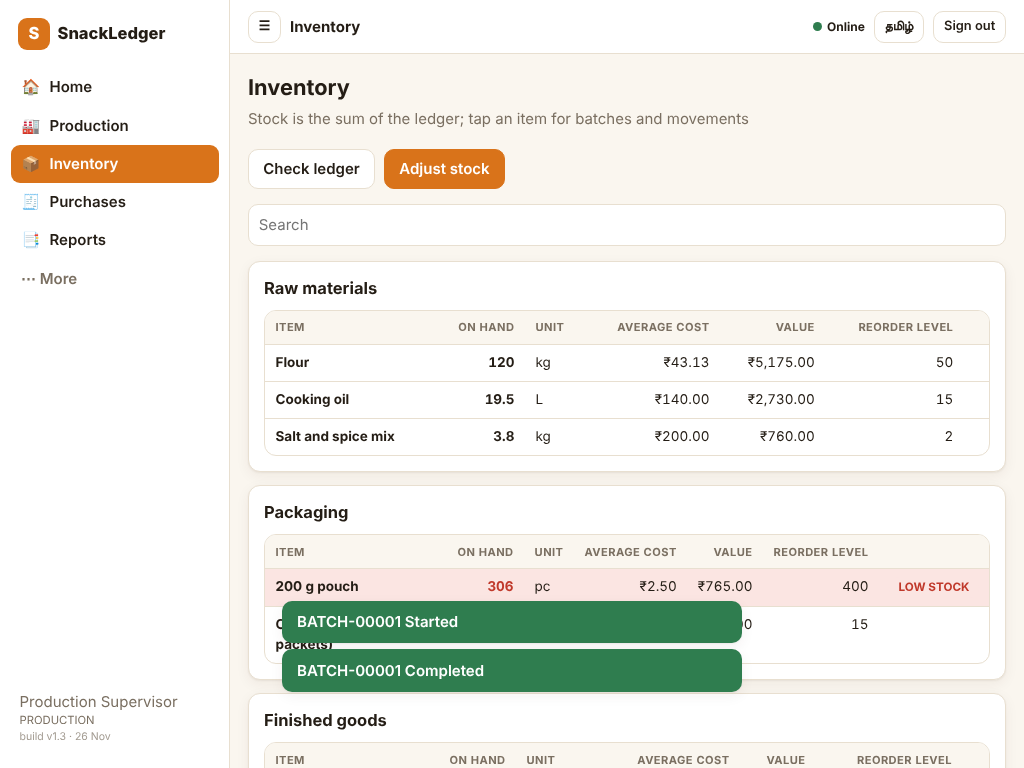 S SnackLedger
Home
Production
Inventory
Purchases
Reports
··· More
Production Supervisor
PRODUCTION
build v1.3 · 26 Nov
☰ Inventory
Online தமிழ் Sign out
Inventory
Stock is the sum of the ledger; tap an item for batches and movements
Check ledger Adjust stock
Search
Raw materials
ITEM ON HAND UNIT AVERAGE COST VALUE REORDER LEVEL
Flour 120 kg ₹43.13 ₹5,175.00 50
Cooking oil 19.5 L ₹140.00 ₹2,730.00 15
Salt and spice mix 3.8 kg ₹200.00 ₹760.00 2
Packaging
ITEM ON HAND UNIT AVERAGE COST VALUE REORDER LEVEL
200 g pouch 306 pc ₹2.50 ₹765.00 400 LOW STOCK
15
packets)
BATCH-00001 Started
BATCH-00001 Completed
Finished goods
ITEM ON HAND UNIT AVERAGE COST VALUE REORDER LEVEL